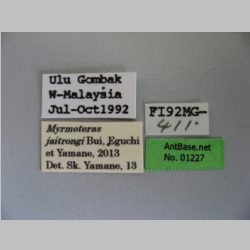 Ulu Gombak
W-Malaysia
Jul-Oct1992
FI92MG-
411.
Myrmoteras
jaitrongi Bui, Eguchi
et Yamane, 2013
Det. Sk. Yamane, 13
AntBase.net
No. 01227